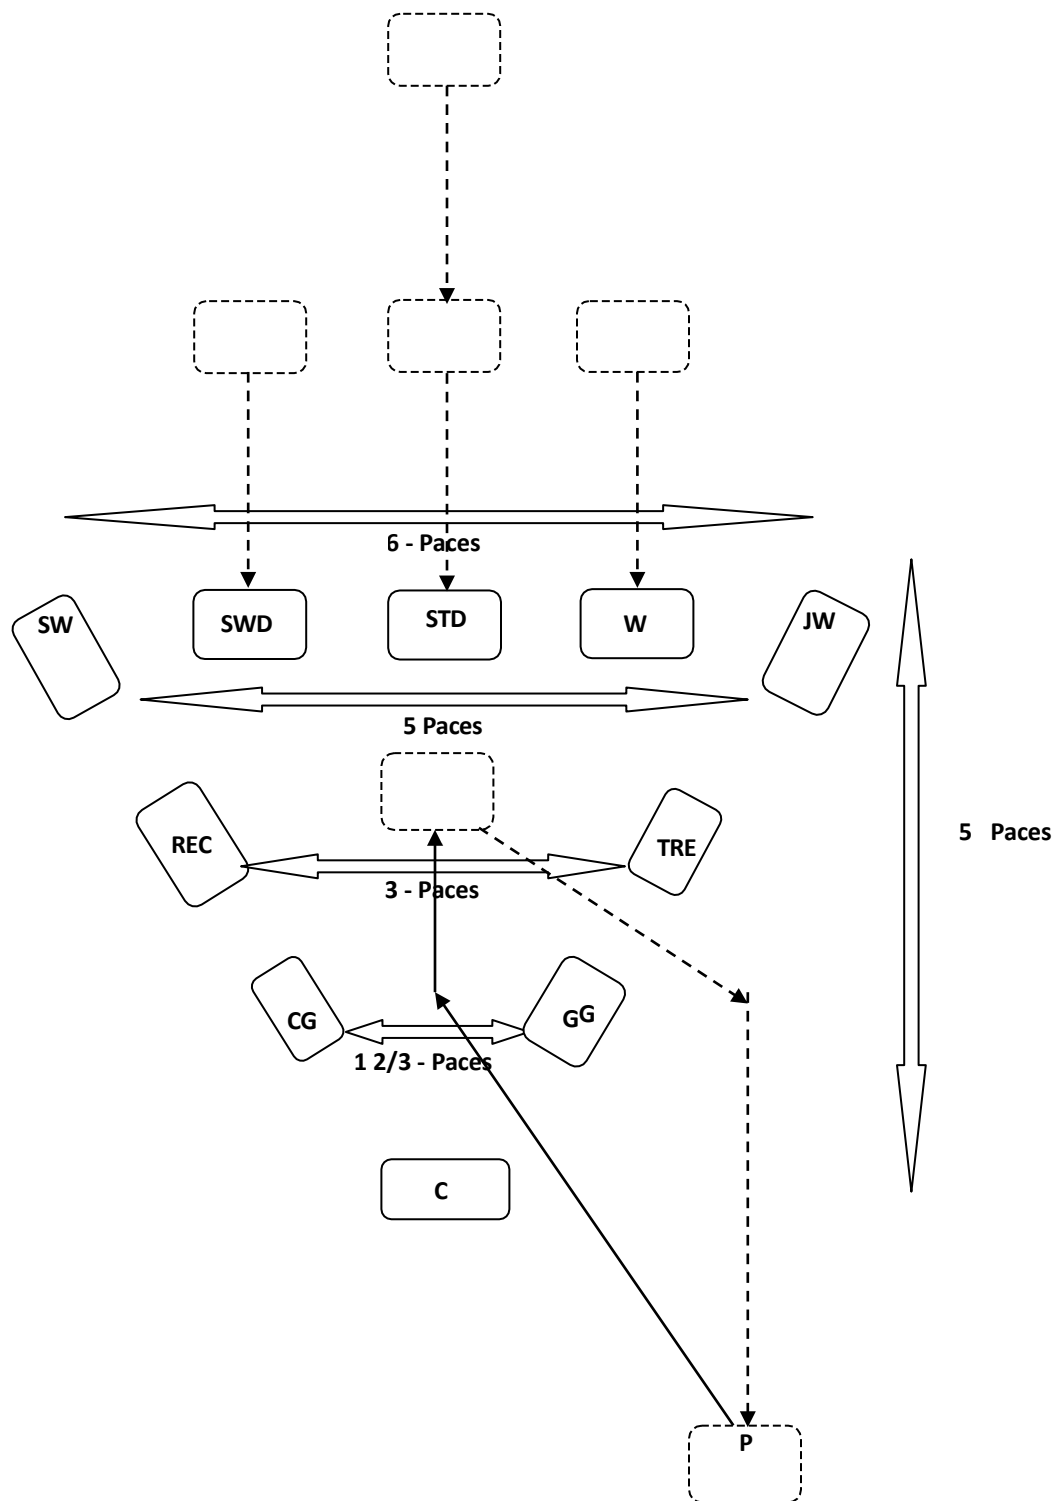 6 - Paces
SW
SWD
STD
W
JW
5 Paces
REC
TRE
5 Paces
3 - Paces
CG
GG
1 2/3 - Paces
C
P